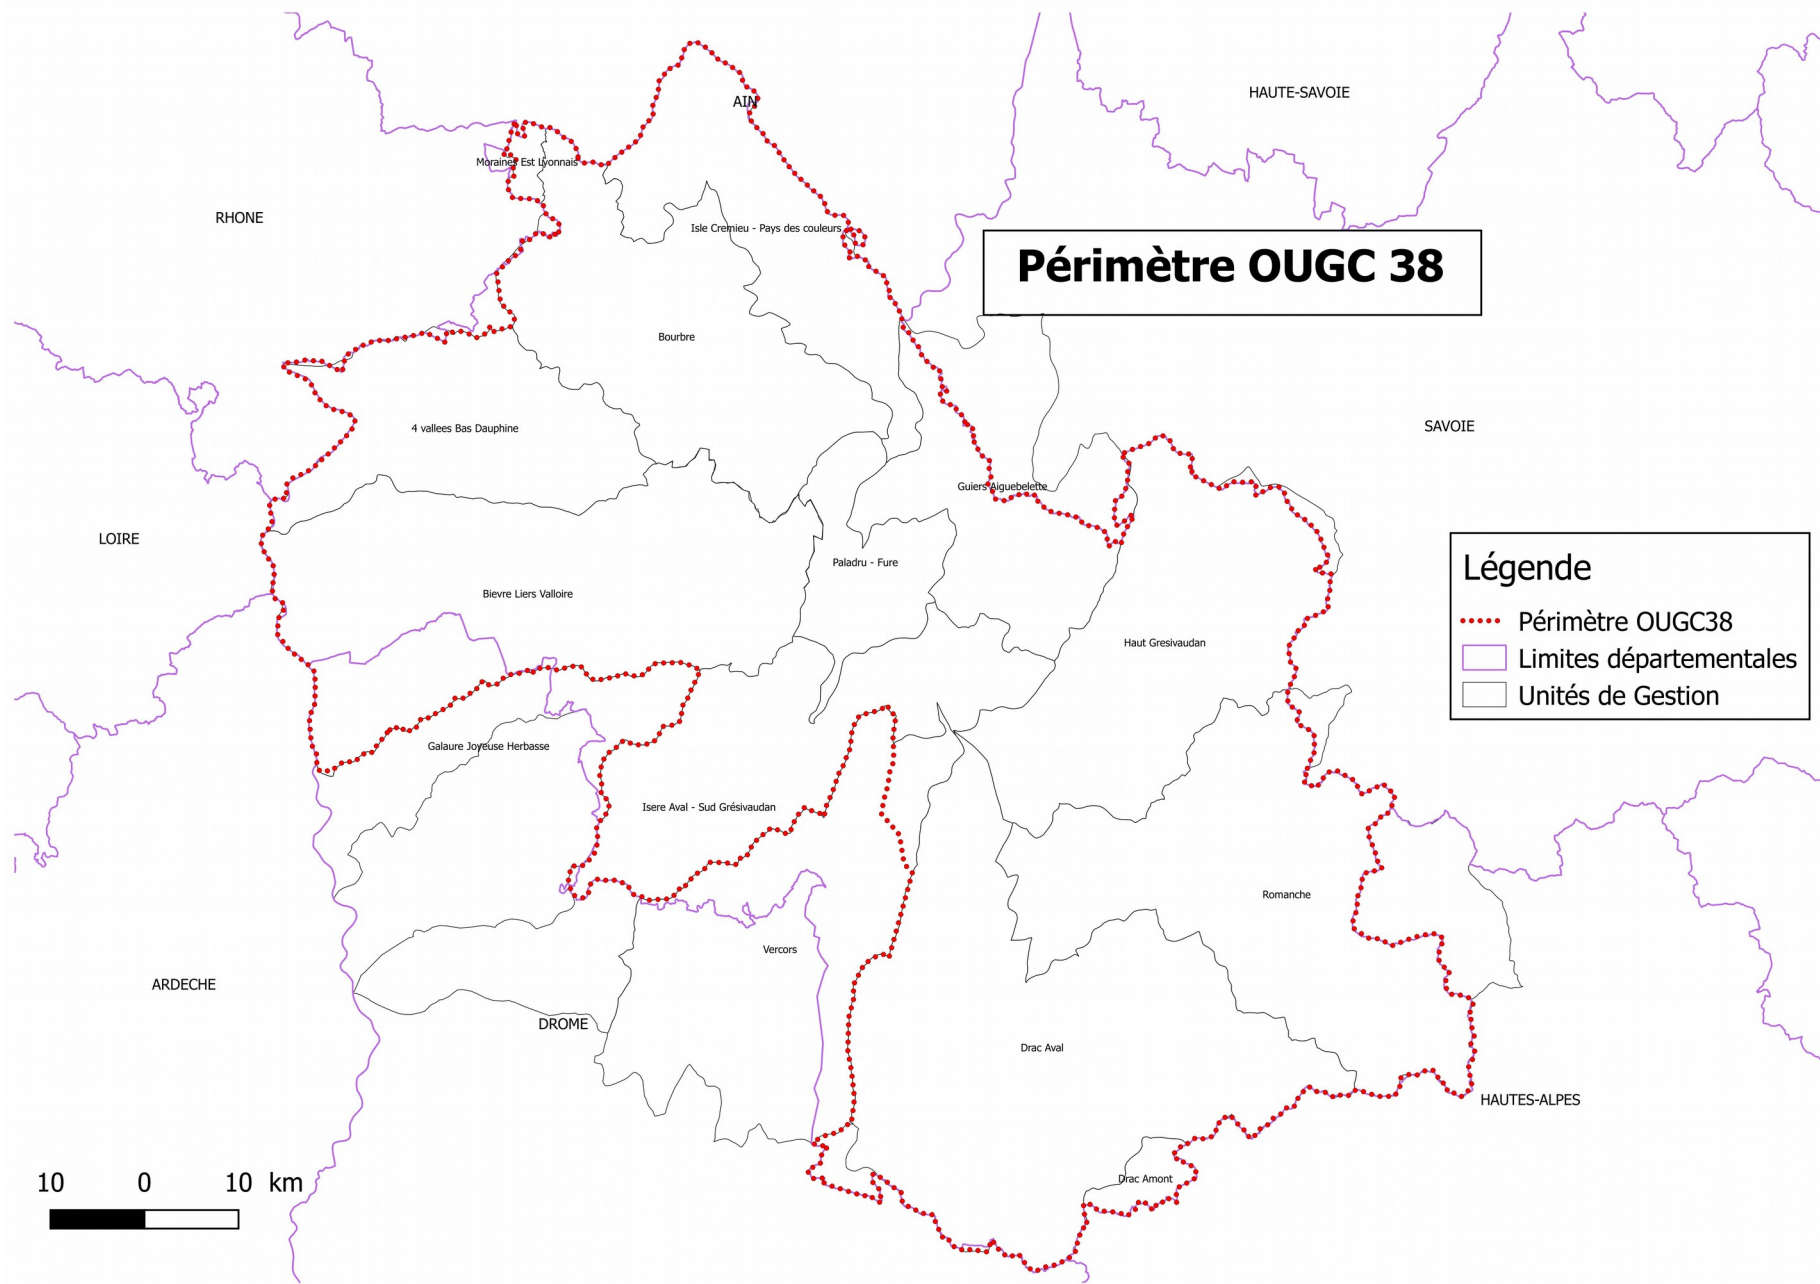 AIN
HAUTE-SAVOIE
Moraines Est Lyonnais
RHONE
Isle Cremieu - Pays des couleurs
Périmètre OUGC 38
Bourbre
4 vallees Bas Dauphine
SAVOIE
Guiers Aiguebelette
LOIRE
Paladru - Fure
Bievre Liers Valloire
Haut Gresivaudan
Légende
Périmètre OUGC38
Limites départementales
Unités de Gestion
Galaure Joyeuse Herbasse
Isere Aval - Sud Grésivaudan
Romanche
Vercors
ARDECHE
DROME
Drac Aval
HAUTES-ALPES
Drac Amont
10 0 10 km